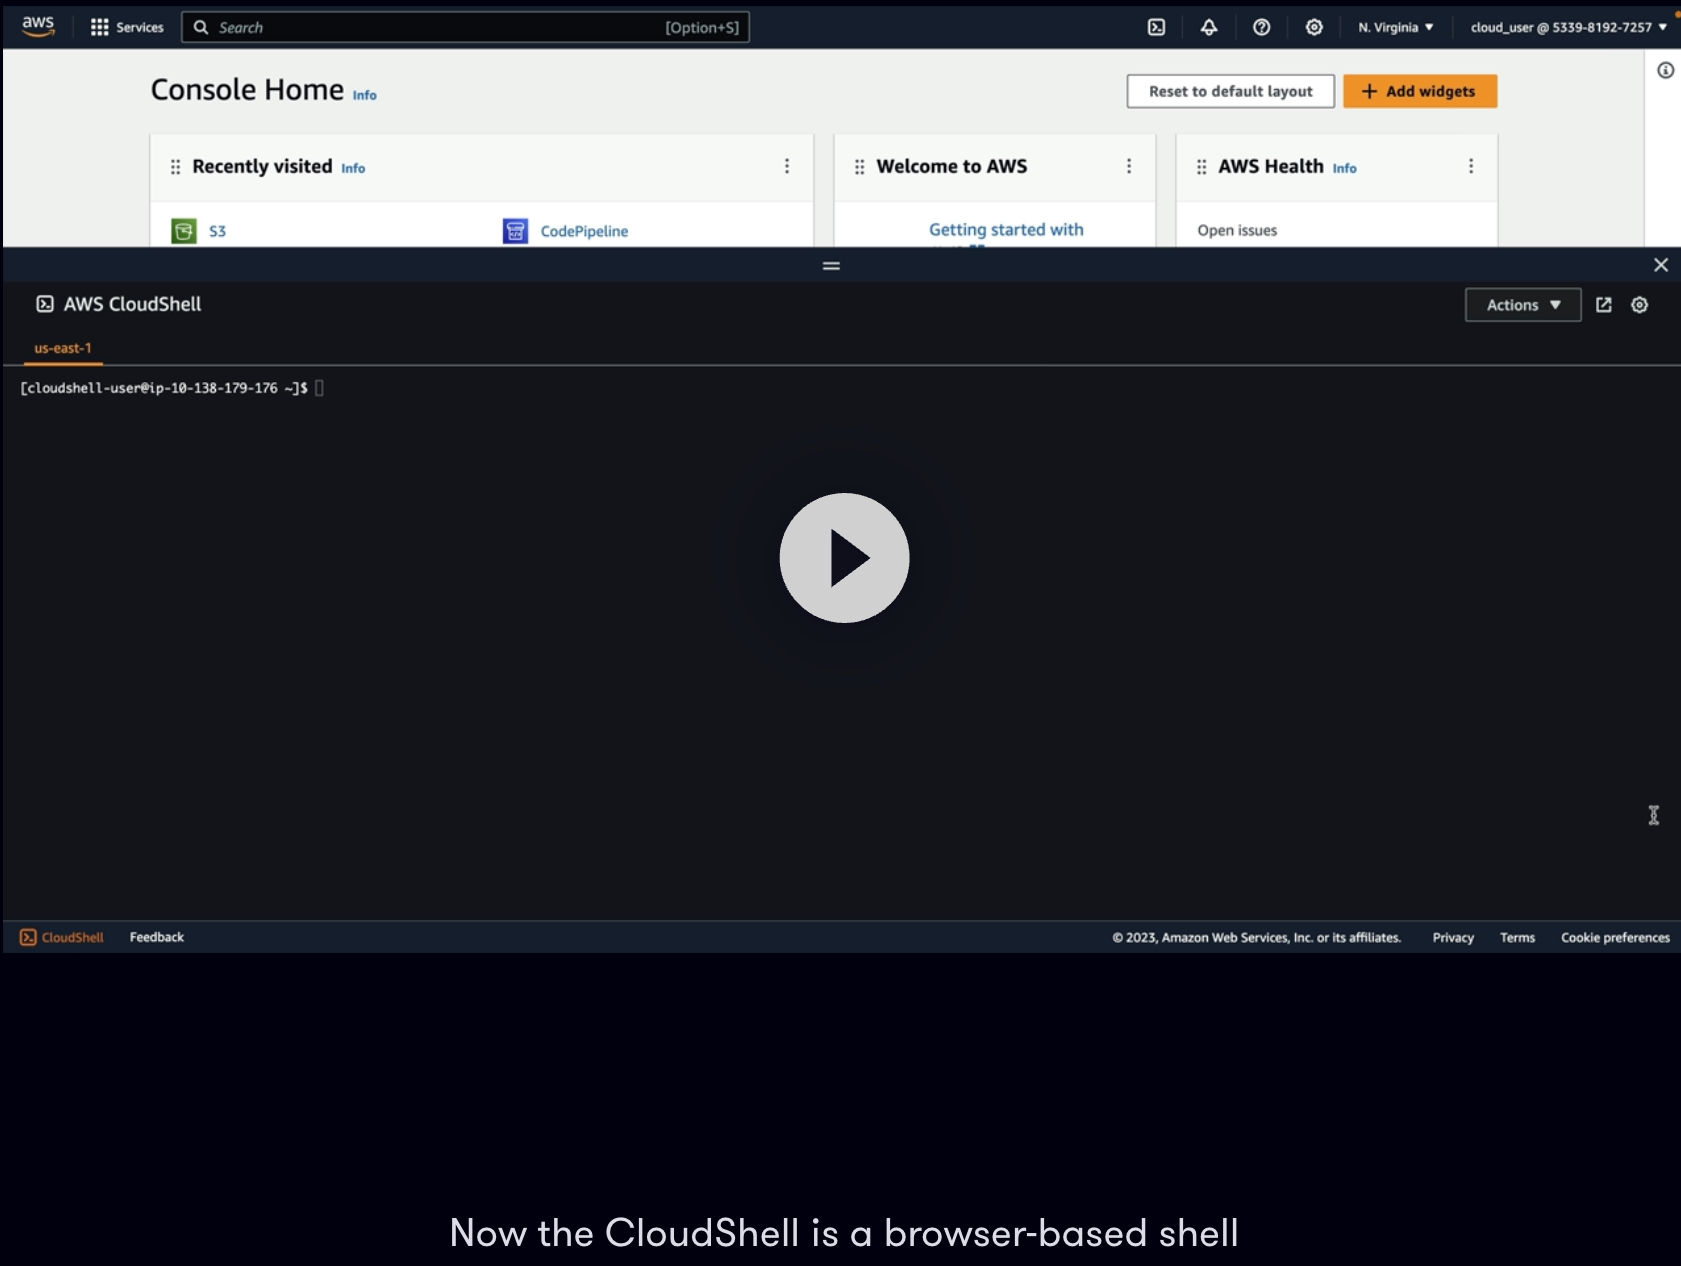 aws
Services
Search
[Option+S]
N. Virginia
cloud_user @ 5339-8192-7257
Console Home Info
Reset to default layout
Add widgets
Recently visited Info
Welcome to AWS
AWS Health Info
S3
CodePipeline
Getting started with
Open issues
AWS CloudShell
Actions
us-east-1
[cloudshell-user@ip-10-138-179-176 ~]$
CloudShell
Feedback
© 2023, Amazon Web Services, Inc. or its affiliates.
Privacy
Terms
Cookie preferences
Now the CloudShell is a browser-based shell